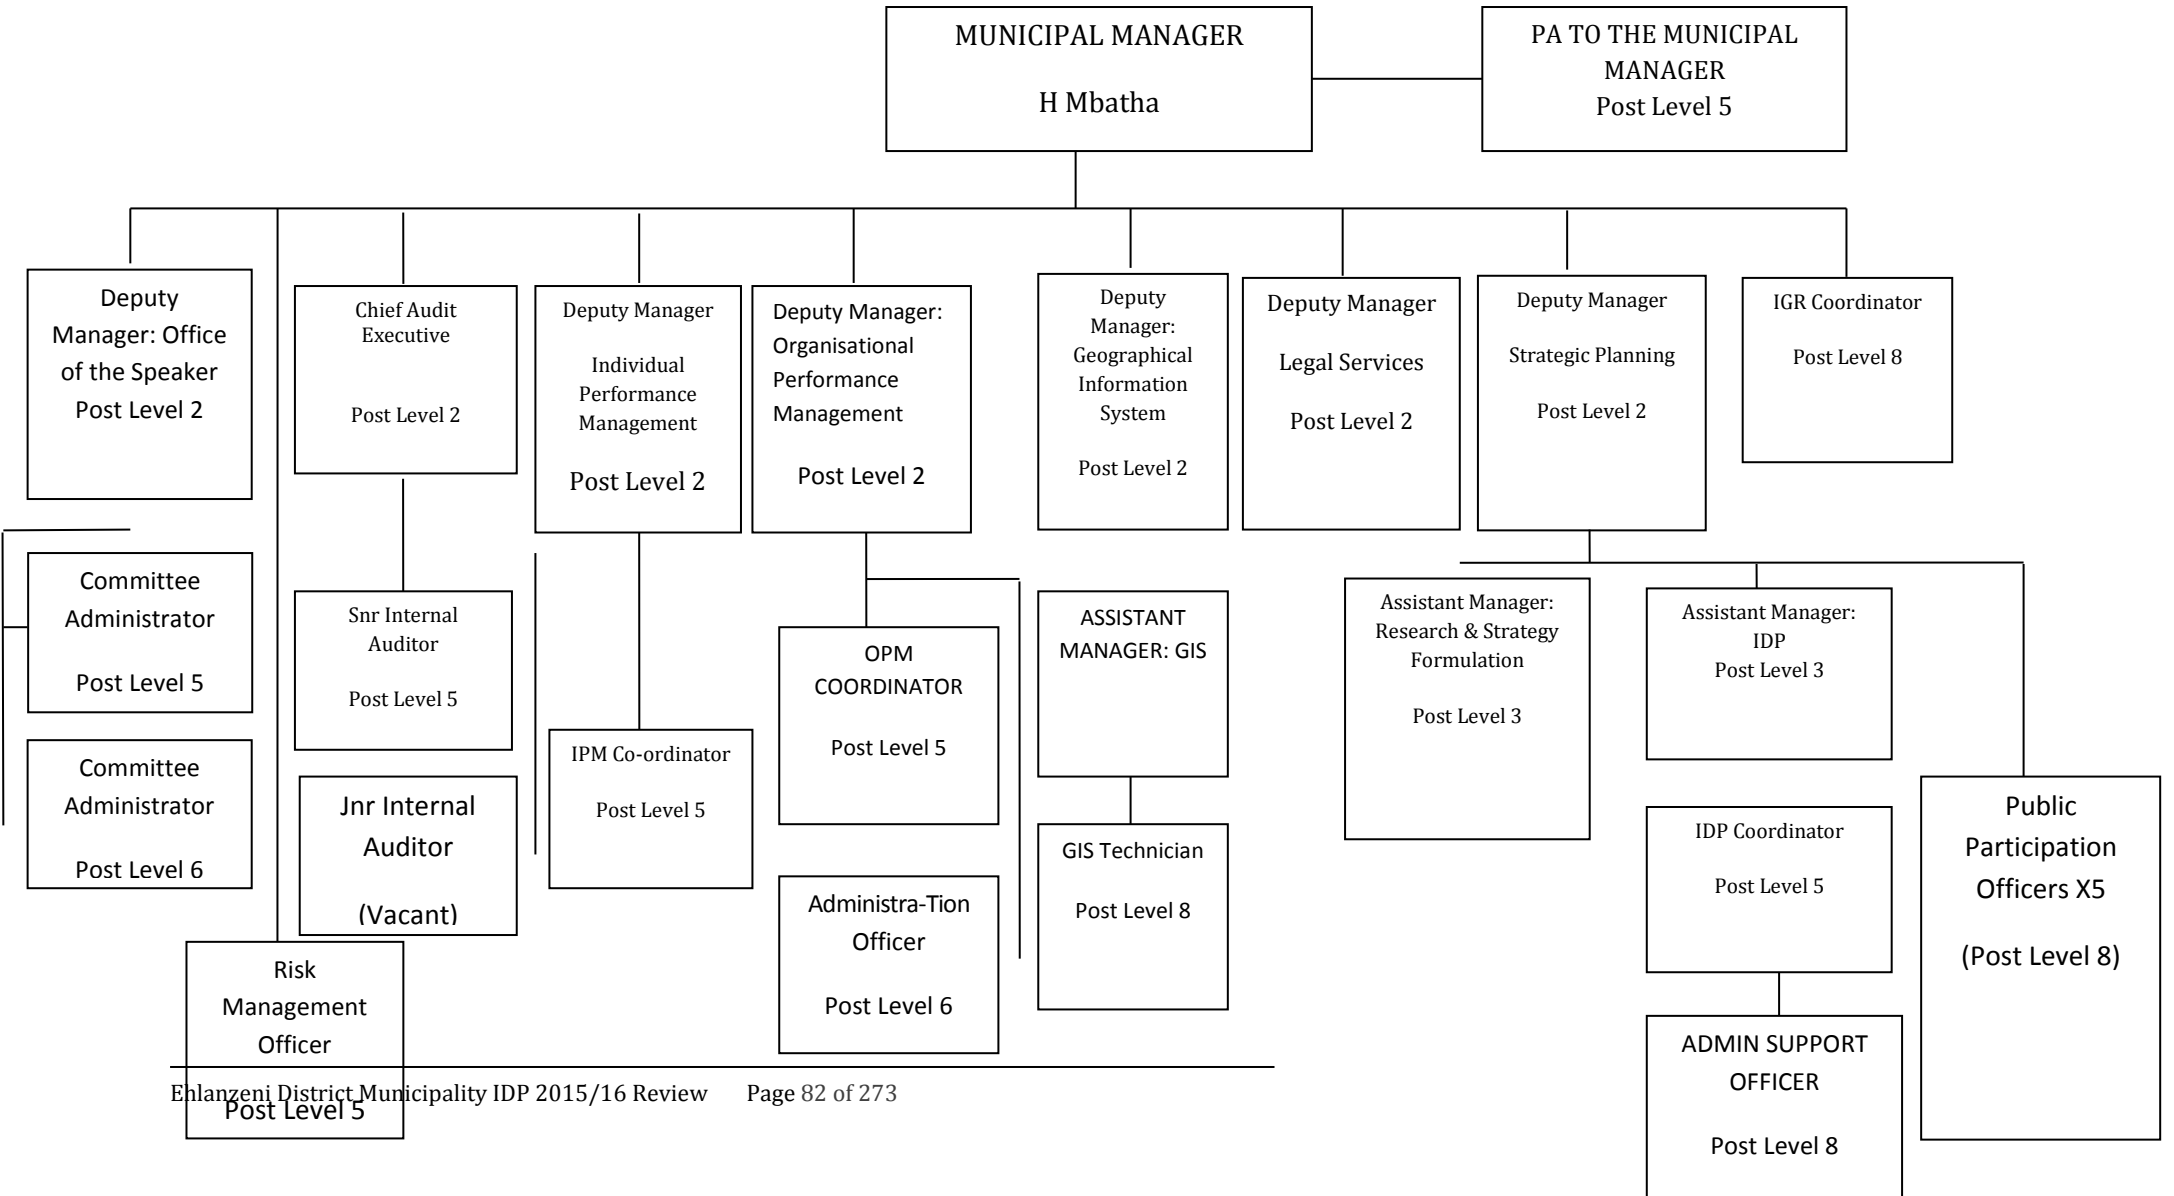 MUNICIPAL MANAGER
H Mbatha
PA TO THE MUNICIPAL
MANAGER
Post Level 5
Deputy
Manager: Office
of the Speaker
Post Level 2
Chief Audit
Executive
Post Level 2
Deputy Manager
Individual
Performance
Management
Post Level 2
Deputy Manager:
Organisational
Performance
Management
Post Level 2
Deputy
Manager:
Geographical
Information
System
Post Level 2
Deputy Manager
Legal Services
Post Level 2
Deputy Manager
Strategic Planning
Post Level 2
IGR Coordinator
Post Level 8
Committee
Administrator
Post Level 5
Snr Internal
Auditor
Post Level 5
IPM Co-ordinator
Post Level 5
OPM
COORDINATOR
Post Level 5
ASSISTANT
MANAGER: GIS
Assistant Manager:
Research & Strategy
Formulation
Post Level 3
Assistant Manager:
IDP
Post Level 3
Committee
Administrator
Post Level 6
Jnr Internal
Auditor
(Vacant)
Administra-Tion
Officer
Post Level 6
GIS Technician
Post Level 8
IDP Coordinator
Post Level 5
Public
Participation
Officers X5
(Post Level 8)
Risk
Management
Officer
Post Level 5
ADMIN SUPPORT
OFFICER
Post Level 8
Ehlanzeni District Municipality IDP 2015/16 Review Page 82 of 273